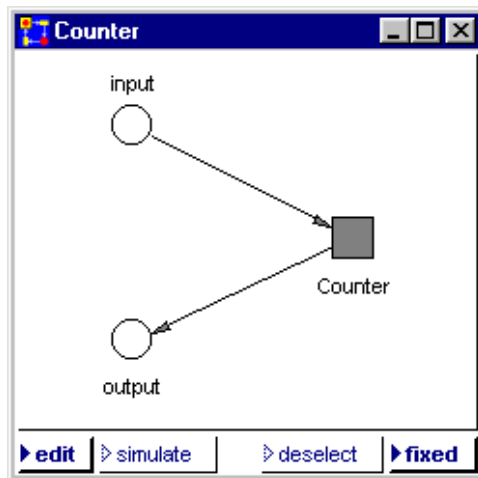 Counter
input
Counter
output
edit simulate deselect fixed